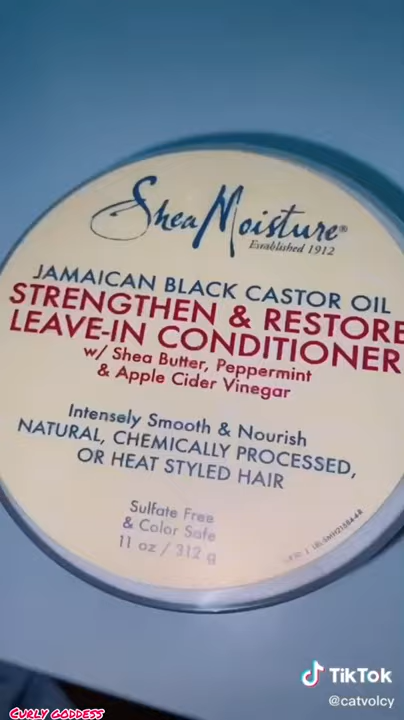 Shea Moisture®
Established 1912
JAMAICAN BLACK CASTOR OIL
STRENGTHEN & RESTORE
LEAVE-IN CONDITIONER
w/ Shea Butter, Peppermint
& Apple Cider Vinegar
Intensely Smooth & Nourish
NATURAL, CHEMICALLY PROCESSED,
OR HEAT STYLED HAIR
Sulfate Free
& Color Safe
11 oz / 312 g
TikTok
@catvolcy
CURLY GODDESS